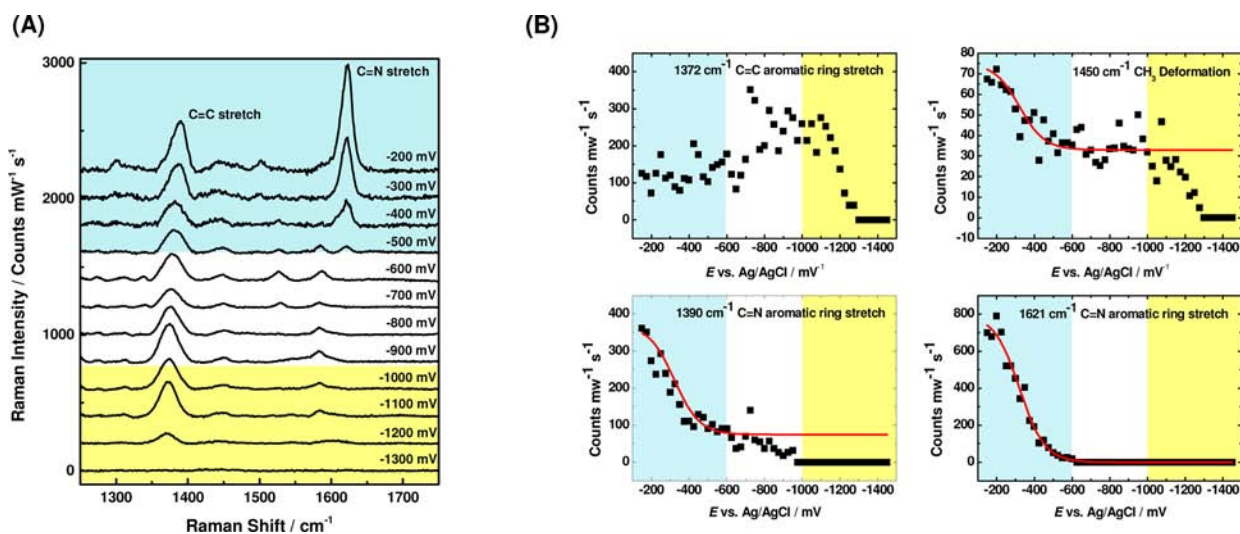 (A)
3000
2000
1000
0
Raman Intensity / Counts mW⁻¹ s⁻¹
C=N stretch
C=C stretch
-200 mV
-300 mV
-400 mV
-500 mV
-600 mV
-700 mV
-800 mV
-900 mV
-1000 mV
-1100 mV
-1200 mV
-1300 mV
1300 1400 1500 1600 1700
Raman Shift / cm⁻¹
(B)
1372 cm⁻¹ C=C aromatic ring stretch
400
300
200
100
0
Counts mw⁻¹ s⁻¹
-200 -400 -600 -800 -1000 -1200 -1400
E vs. Ag/AgCl / mV⁻¹
1450 cm⁻¹ CH₃ Deformation
80
70
60
50
40
30
20
10
0
-10
Counts mw⁻¹ s⁻¹
-200 -400 -600 -800 -1000 -1200 -1400
E vs. Ag/AgCl / mV⁻¹
1390 cm⁻¹ C=N aromatic ring stretch
400
300
200
100
0
Counts mw⁻¹ s⁻¹
-200 -400 -600 -800 -1000 -1200 -1400
E vs. Ag/AgCl / mV
1621 cm⁻¹ C=N aromatic ring stretch
800
600
400
200
0
Counts mw⁻¹ s⁻¹
-200 -400 -600 -800 -1000 -1200 -1400
E vs. Ag/AgCl / mV